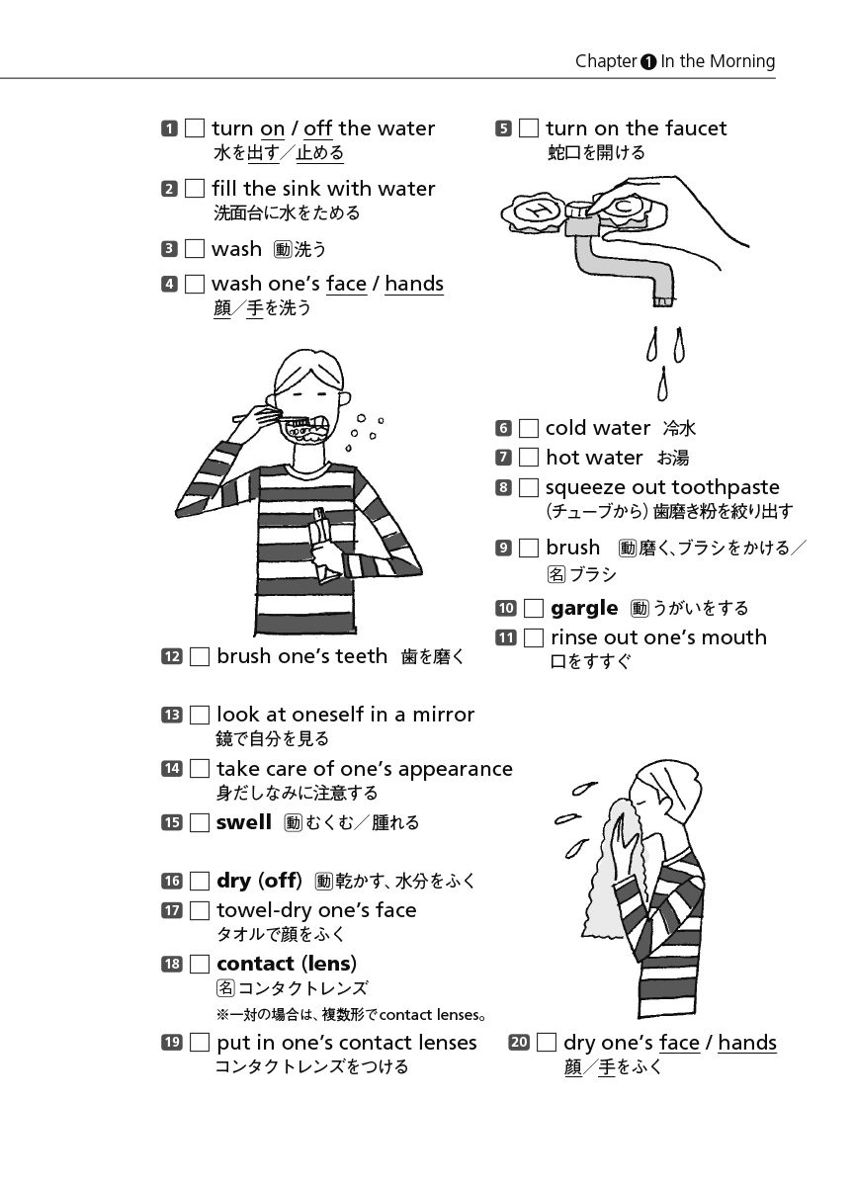 Chapter❶In the Morning
1 □ turn on / off the water
水を出す／止める
2 □ fill the sink with water
洗面台に水をためる
3 □ wash 動洗う
4 □ wash one's face / hands
顔／手を洗う
5 □ turn on the faucet
蛇口を開ける
H C
6 □ cold water 冷水
7 □ hot water お湯
8 □ squeeze out toothpaste
（チューブから）歯磨き粉を絞り出す
9 □ brush 動磨く、ブラシをかける／
名ブラシ
10 □ gargle 動うがいをする
11 □ rinse out one's mouth
口をすすぐ
12 □ brush one's teeth 歯を磨く
13 □ look at oneself in a mirror
鏡で自分を見る
14 □ take care of one's appearance
身だしなみに注意する
15 □ swell 動むくむ／腫れる
16 □ dry (off) 動乾かす、水分をふく
17 □ towel-dry one's face
タオルで顔をふく
18 □ contact (lens)
名コンタクトレンズ
※一対の場合は、複数形でcontact lenses。
19 □ put in one's contact lenses
コンタクトレンズをつける
20 □ dry one's face / hands
顔／手をふく